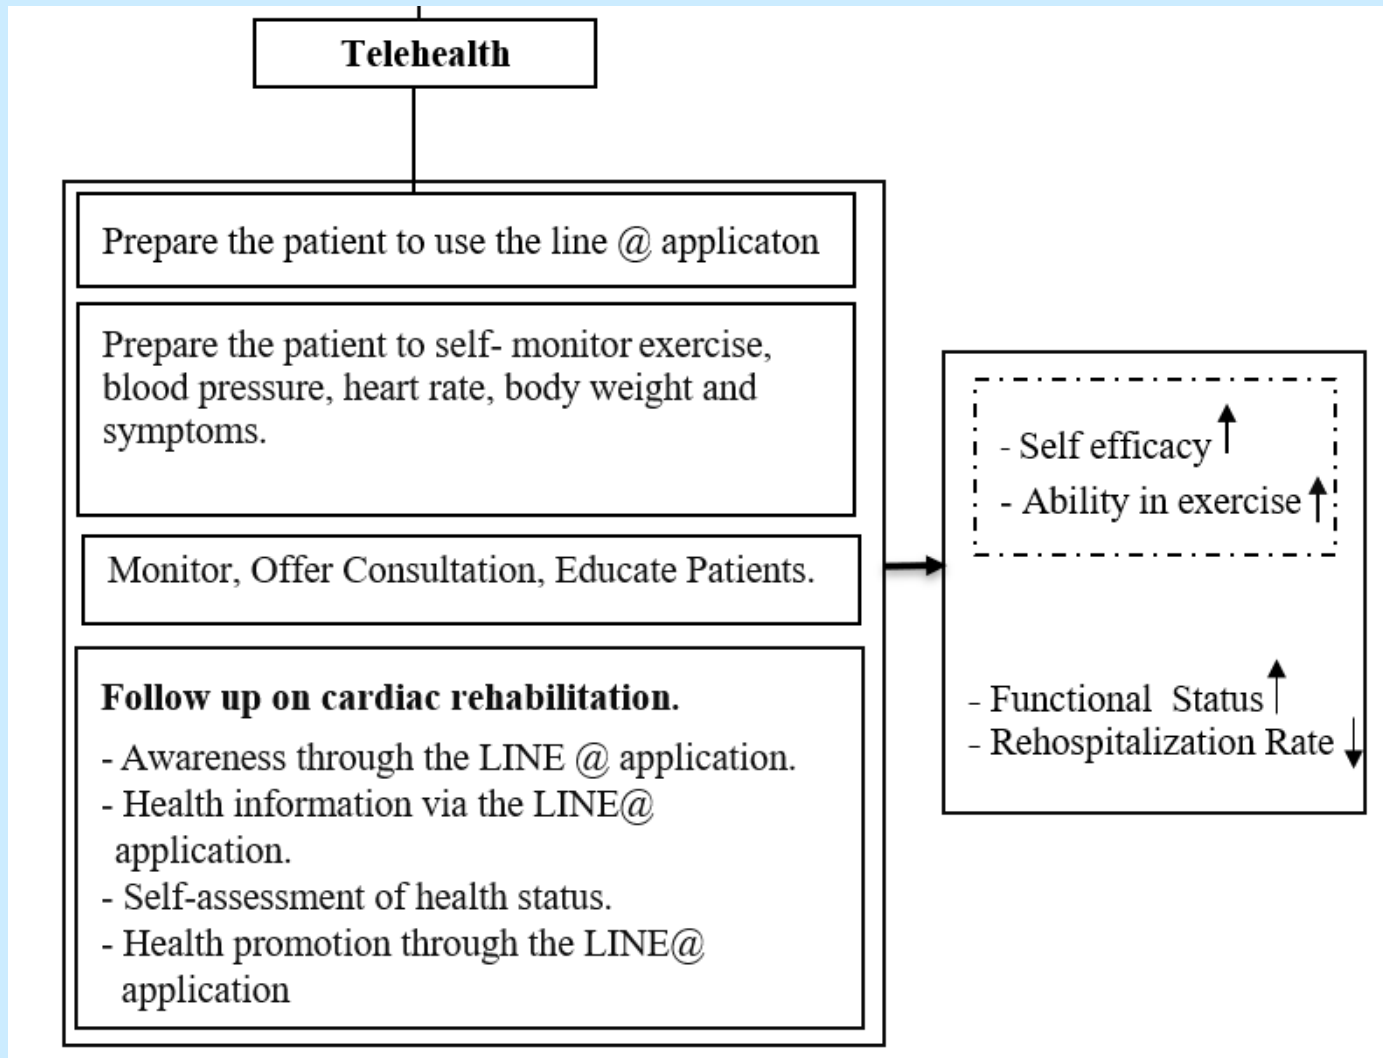 Telehealth
Prepare the patient to use the line @ applicaton
Prepare the patient to self- monitor exercise,
blood pressure, heart rate, body weight and
symptoms.
Monitor, Offer Consultation, Educate Patients.
Follow up on cardiac rehabilitation.
- Awareness through the LINE @ application.
- Health information via the LINE@
application.
- Self-assessment of health status.
- Health promotion through the LINE@
application
- Self efficacy
- Ability in exercise
- Functional Status
- Rehospitalization Rate